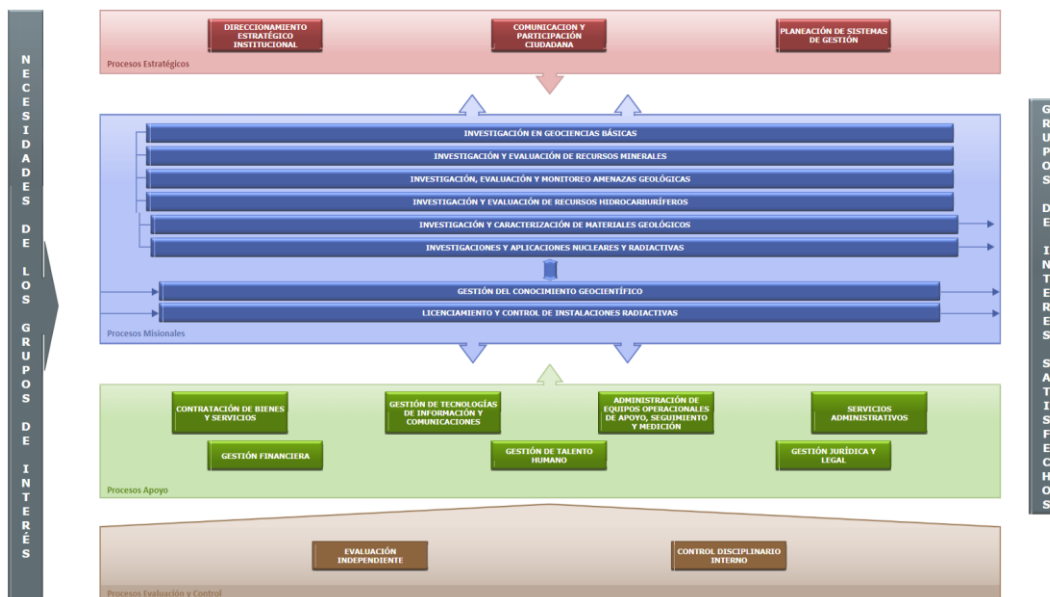 NECESIDADES DE LOS GRUPOS DE INTERÉS
DIRECCIONAMIENTO
ESTRATÉGICO
INSTITUCIONAL
COMUNICACION Y
PARTICIPACIÓN
CIUDADANA
PLANEACIÓN DE SISTEMAS
DE GESTIÓN
Procesos Estratégicos
INVESTIGACIÓN EN GEOCIENCIAS BÁSICAS
INVESTIGACIÓN Y EVALUACIÓN DE RECURSOS MINERALES
INVESTIGACIÓN, EVALUACIÓN Y MONITOREO AMENAZAS GEOLÓGICAS
INVESTIGACIÓN Y EVALUACIÓN DE RECURSOS HIDROCARBURÍFEROS
INVESTIGACIÓN Y CARACTERIZACIÓN DE MATERIALES GEOLÓGICOS
INVESTIGACIONES Y APLICACIONES NUCLEARES Y RADIACTIVAS
GESTIÓN DEL CONOCIMIENTO GEOCIENTÍFICO
LICENCIAMIENTO Y CONTROL DE INSTALACIONES RADIACTIVAS
Procesos Misionales
CONTRATACIÓN DE BIENES
Y SERVICIOS
GESTIÓN DE TECNOLOGÍAS
DE INFORMACIÓN Y
COMUNICACIONES
ADMINISTRACIÓN DE
EQUIPOS OPERACIONALES
DE APOYO, SEGUIMIENTO
Y MEDICIÓN
SERVICIOS
ADMINISTRATIVOS
GESTIÓN FINANCIERA
GESTIÓN DE TALENTO
HUMANO
GESTIÓN JURÍDICA Y
LEGAL
Procesos Apoyo
EVALUACIÓN
INDEPENDIENTE
CONTROL DISCIPLINARIO
INTERNO
Procesos Evaluación y Control
GRUPOS DE INTERES SATISFECHOS